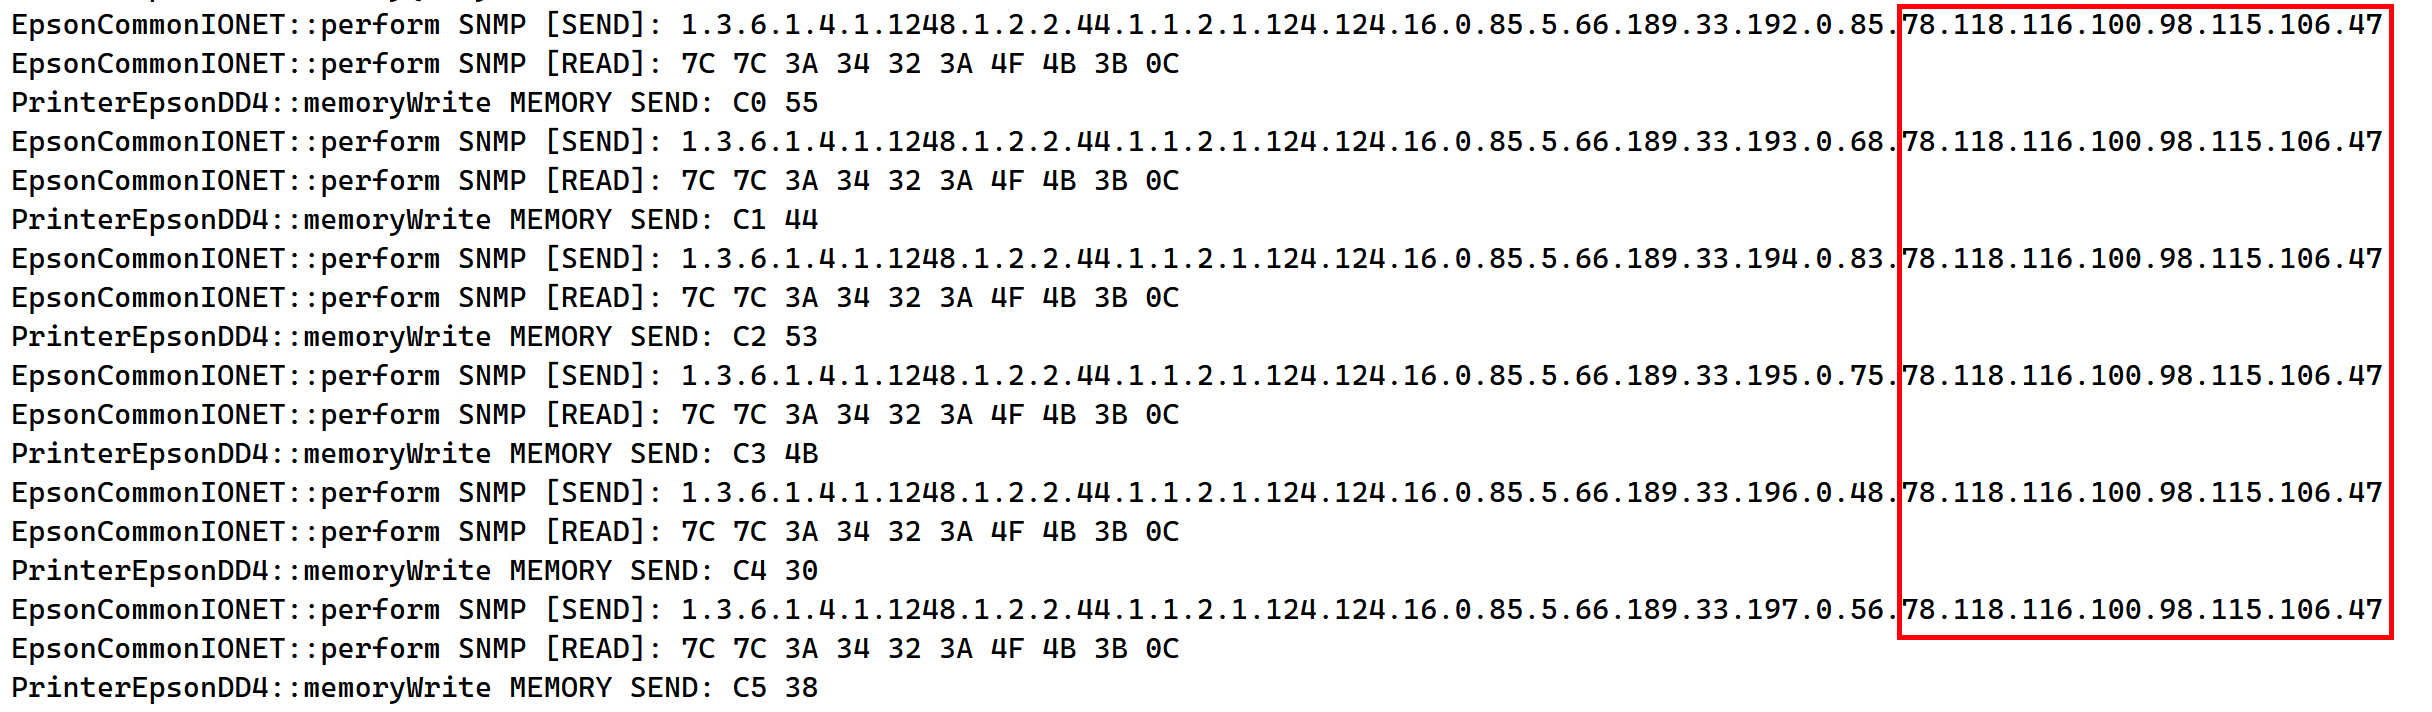 EpsonCommonIONET::perform SNMP [SEND]: 1.3.6.1.4.1.1248.1.2.2.44.1.1.2.1.124.124.16.0.85.5.66.189.33.192.0.85.78.118.116.100.98.115.106.47
EpsonCommonIONET::perform SNMP [READ]: 7C 7C 3A 34 32 3A 4F 4B 3B 0C
PrinterEpsonDD4::memoryWrite MEMORY SEND: C0 55
EpsonCommonIONET::perform SNMP [SEND]: 1.3.6.1.4.1.1248.1.2.2.44.1.1.2.1.124.124.16.0.85.5.66.189.33.193.0.68.78.118.116.100.98.115.106.47
EpsonCommonIONET::perform SNMP [READ]: 7C 7C 3A 34 32 3A 4F 4B 3B 0C
PrinterEpsonDD4::memoryWrite MEMORY SEND: C1 44
EpsonCommonIONET::perform SNMP [SEND]: 1.3.6.1.4.1.1248.1.2.2.44.1.1.2.1.124.124.16.0.85.5.66.189.33.194.0.83.78.118.116.100.98.115.106.47
EpsonCommonIONET::perform SNMP [READ]: 7C 7C 3A 34 32 3A 4F 4B 3B 0C
PrinterEpsonDD4::memoryWrite MEMORY SEND: C2 53
EpsonCommonIONET::perform SNMP [SEND]: 1.3.6.1.4.1.1248.1.2.2.44.1.1.2.1.124.124.16.0.85.5.66.189.33.195.0.75.78.118.116.100.98.115.106.47
EpsonCommonIONET::perform SNMP [READ]: 7C 7C 3A 34 32 3A 4F 4B 3B 0C
PrinterEpsonDD4::memoryWrite MEMORY SEND: C3 4B
EpsonCommonIONET::perform SNMP [SEND]: 1.3.6.1.4.1.1248.1.2.2.44.1.1.2.1.124.124.16.0.85.5.66.189.33.196.0.48.78.118.116.100.98.115.106.47
EpsonCommonIONET::perform SNMP [READ]: 7C 7C 3A 34 32 3A 4F 4B 3B 0C
PrinterEpsonDD4::memoryWrite MEMORY SEND: C4 30
EpsonCommonIONET::perform SNMP [SEND]: 1.3.6.1.4.1.1248.1.2.2.44.1.1.2.1.124.124.16.0.85.5.66.189.33.197.0.56.78.118.116.100.98.115.106.47
EpsonCommonIONET::perform SNMP [READ]: 7C 7C 3A 34 32 3A 4F 4B 3B 0C
PrinterEpsonDD4::memoryWrite MEMORY SEND: C5 38